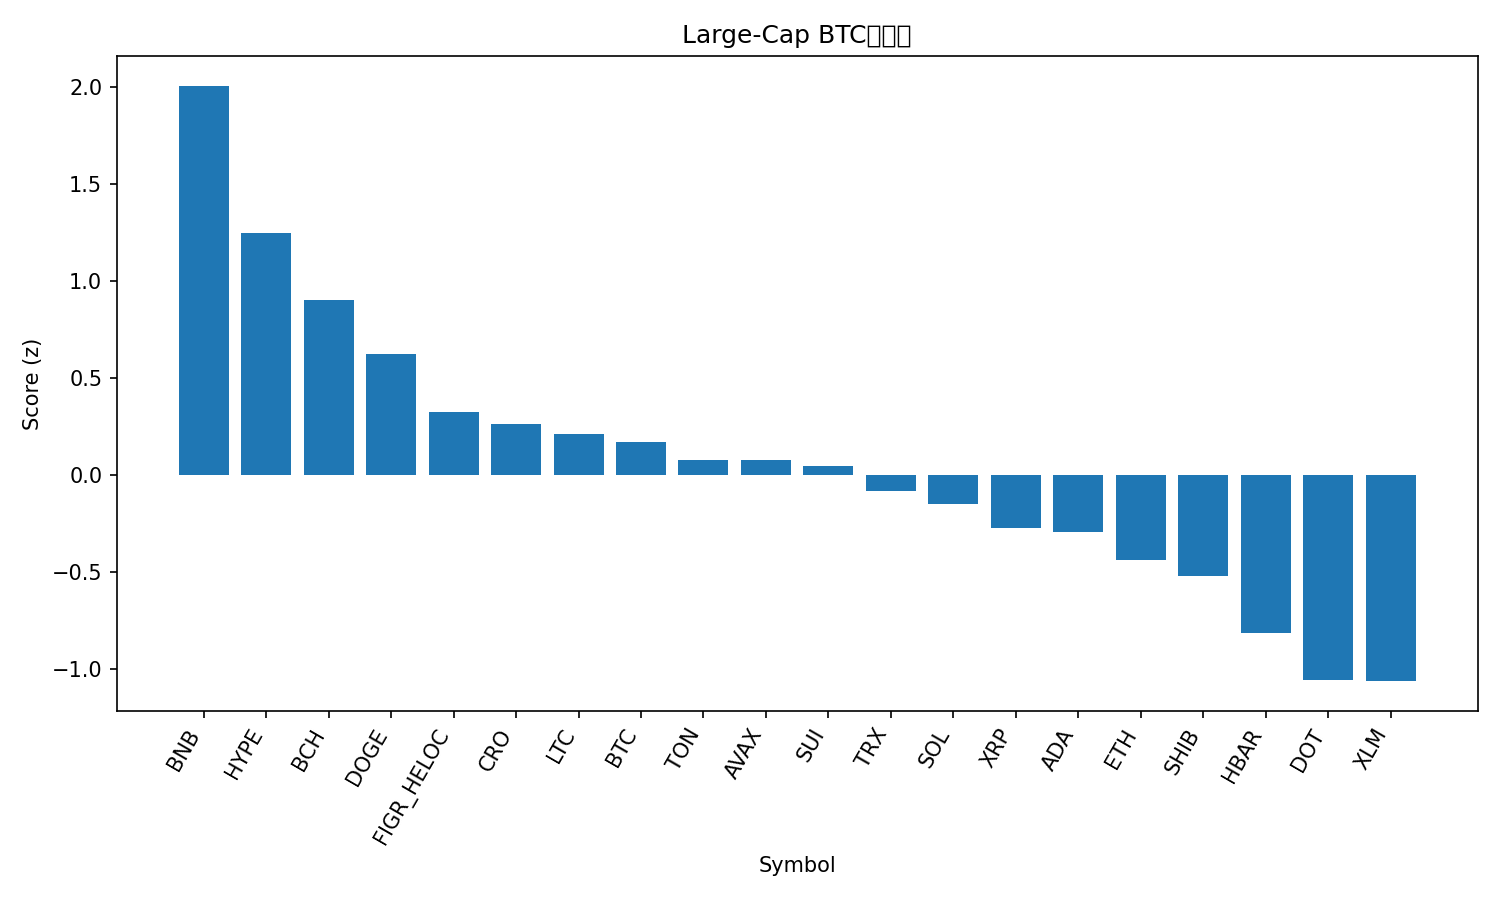 Large-Cap BTC
Score (z)
2.0
1.5
1.0
0.5
0.0
−0.5
−1.0
BNB
HYPE
BCH
DOGE
FIGR_HELOC
CRO
LTC
BTC
TON
AVAX
SUI
TRX
SOL
XRP
ADA
ETH
SHIB
HBAR
DOT
XLM
Symbol